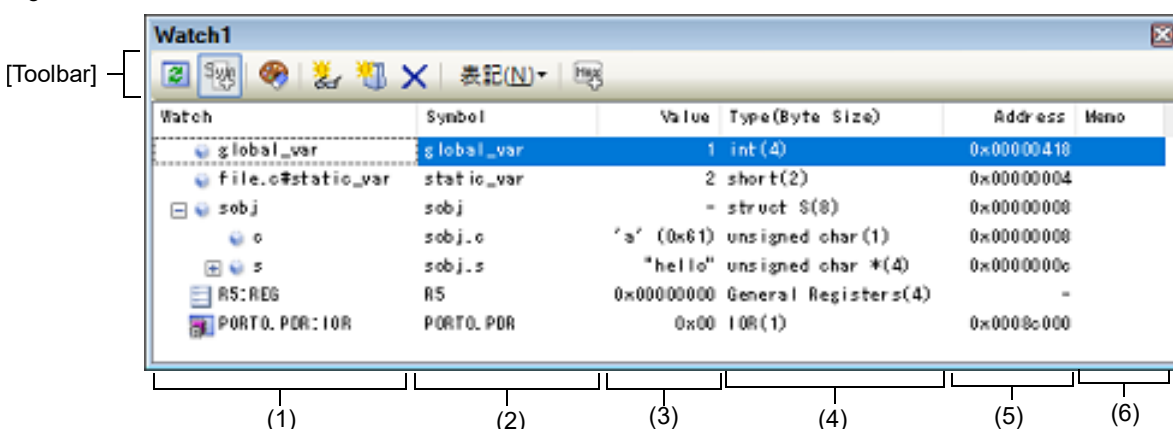 Watch1
[Toolbar]
Sym 表記(N) Hex
Watch Symbol Value Type(Byte Size) Address Memo
global_var global_var 1 int(4) 0x00000418
file.c#static_var static_var 2 short(2) 0x00000004
sobj sobj - struct S(8) 0x00000008
c sobj.c 'a' (0x61) unsigned char(1) 0x00000008
s sobj.s "hello" unsigned char *(4) 0x0000000c
R5:REG R5 0x00000000 General Registers(4) -
PORT0.PDR:IOR PORT0.PDR 0x00 IOR(1) 0x0008c000
(1) (2) (3) (4) (5) (6)